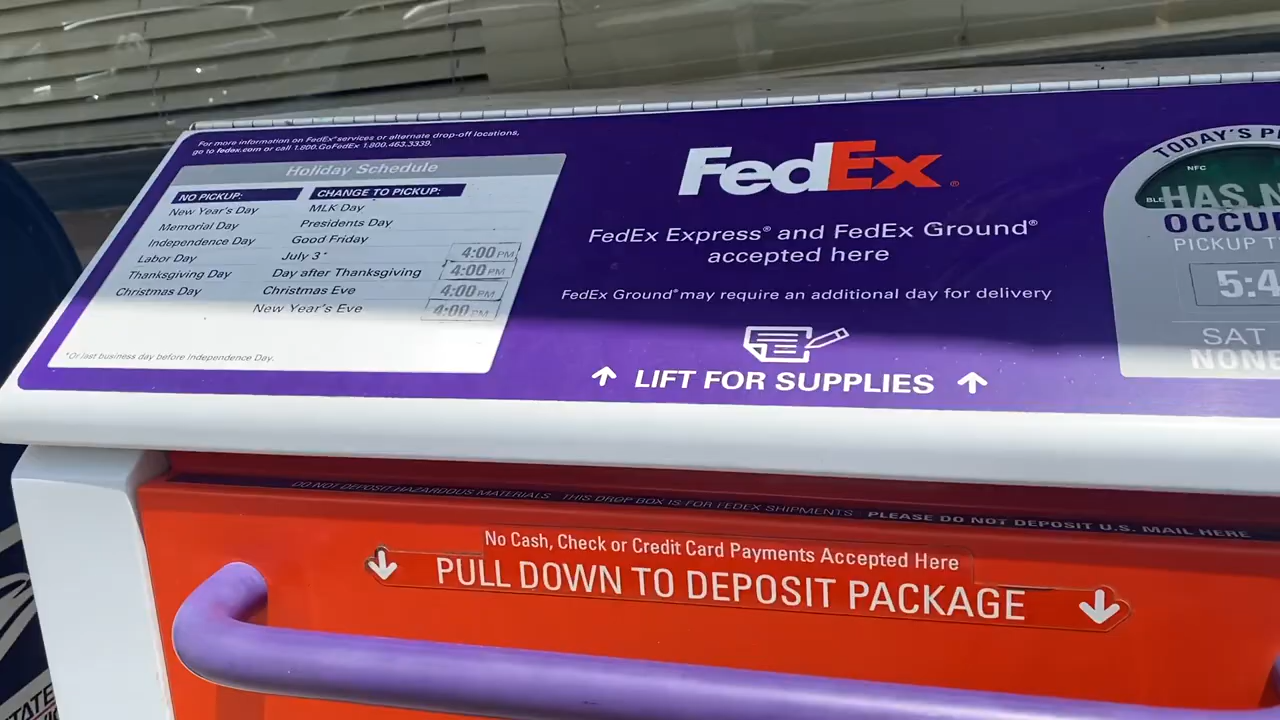 For more information on FedEx® services or alternate drop-off locations,
go to fedex.com or call 1.800.GoFedEx 1.800.463.3339.
Holiday Schedule
NO PICKUP: CHANGE TO PICKUP:
New Year's Day MLK Day
Memorial Day Presidents Day
Independence Day Good Friday
Labor Day July 3* 4:00 PM
Thanksgiving Day Day after Thanksgiving 4:00 PM
Christmas Day Christmas Eve 4:00 PM
New Year's Eve 4:00 PM
*Or last business day before Independence Day.
FedEx®
FedEx Express® and FedEx Ground®
accepted here
FedEx Ground® may require an additional day for delivery
↑ LIFT FOR SUPPLIES ↑
TODAY'S
NFC
HAS
PICKUP
SAT
DO NOT DEPOSIT HAZARDOUS MATERIALS THIS DROP BOX IS FOR FEDEX SHIPMENTS PLEASE DO NOT DEPOSIT U.S. MAIL HERE
No Cash, Check or Credit Card Payments Accepted Here
↓ PULL DOWN TO DEPOSIT PACKAGE ↓